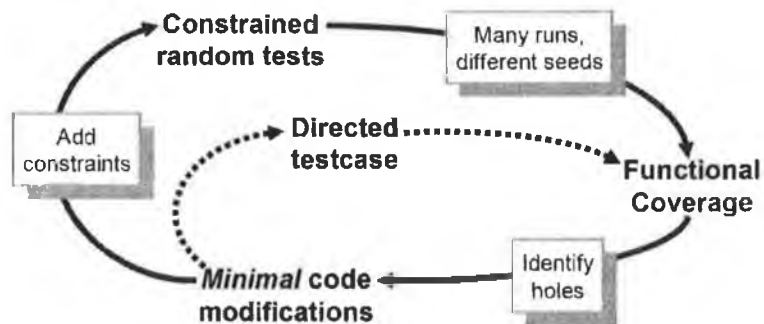 Constrained
random tests
Many runs,
different seeds
Add
constraints
Directed
testcase
Functional
Coverage
Identify
holes
Minimal code
modifications